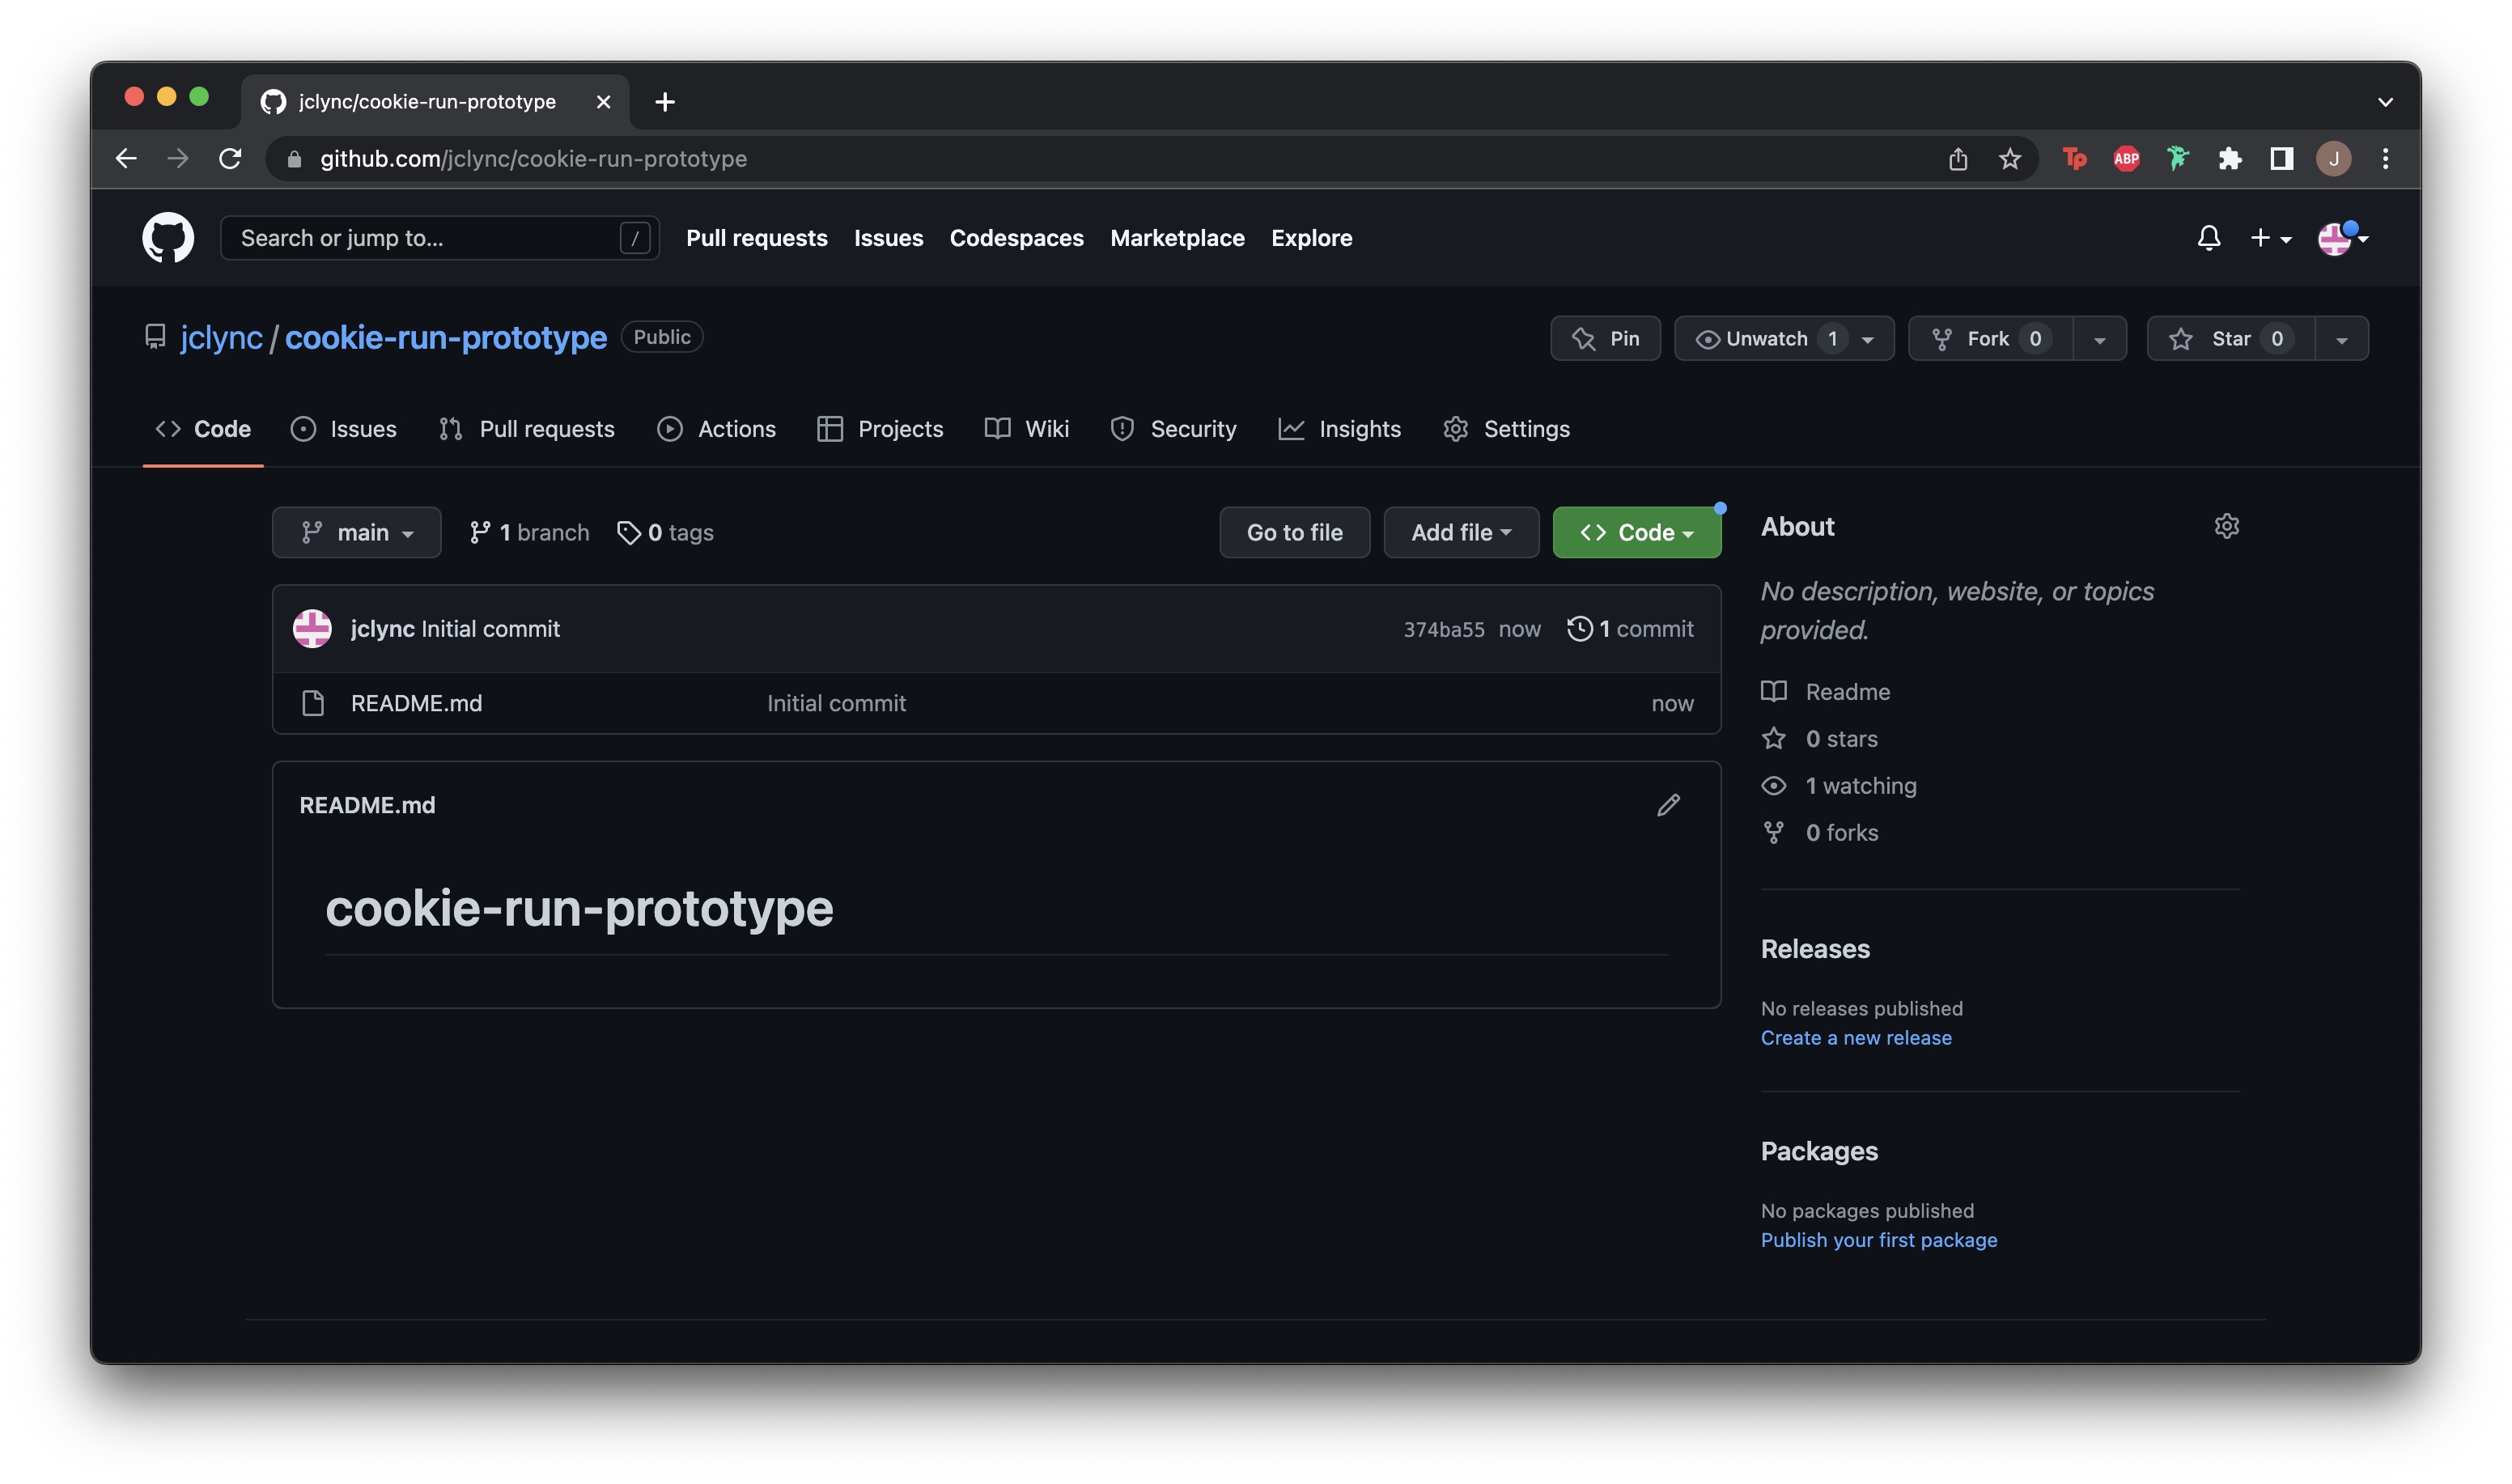 jclync/cookie-run-prototype
github.com/jclync/cookie-run-prototype
Tp ABP J
Search or jump to... / Pull requests Issues Codespaces Marketplace Explore
jclync / cookie-run-prototype Public Pin Unwatch 1 Fork 0 Star 0
Code Issues Pull requests Actions Projects Wiki Security Insights Settings
main 1 branch 0 tags Go to file Add file Code
jclync Initial commit 374ba55 now 1 commit
README.md Initial commit now
README.md
cookie-run-prototype
About
No description, website, or topics
provided.
Readme
0 stars
1 watching
0 forks
Releases
No releases published
Create a new release
Packages
No packages published
Publish your first package